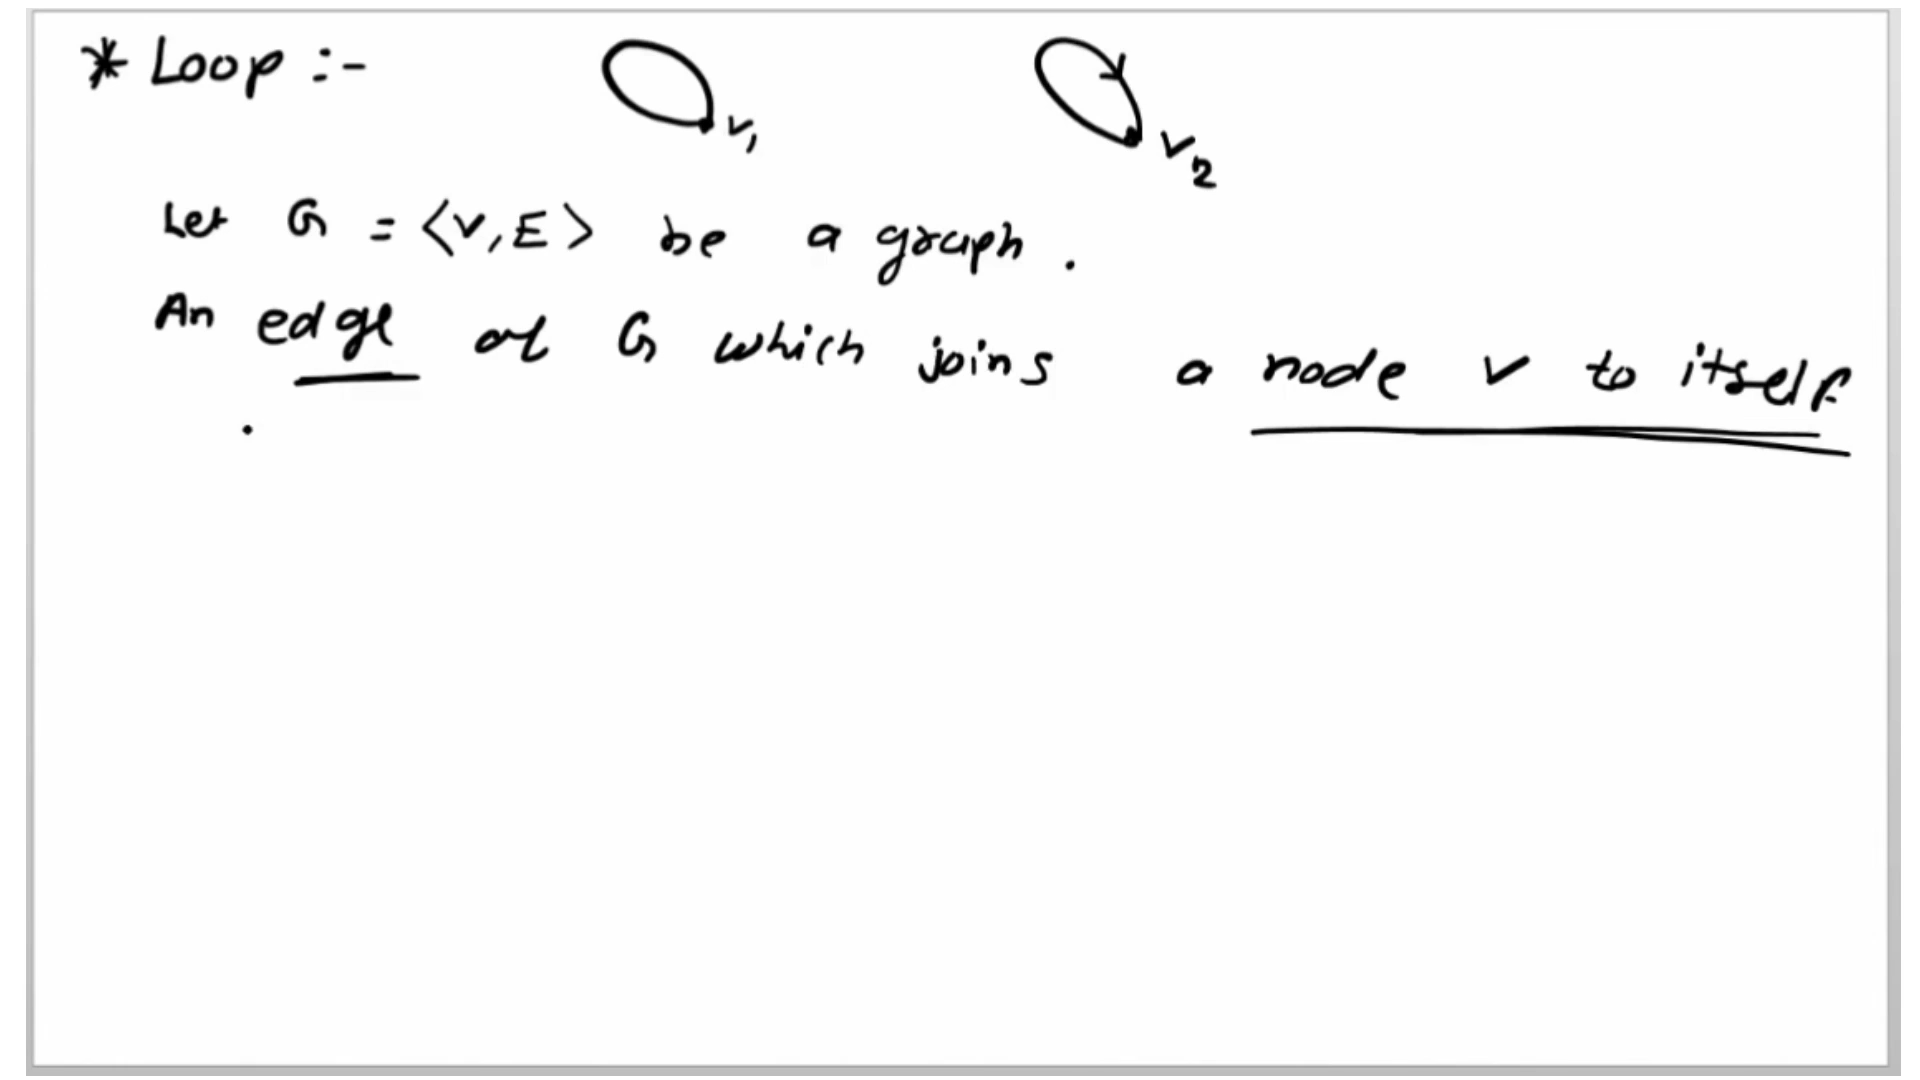 * Loop :-
v1
v2
Let G = <V, E> be a graph.
An edge of G which joins a node v to itself
.